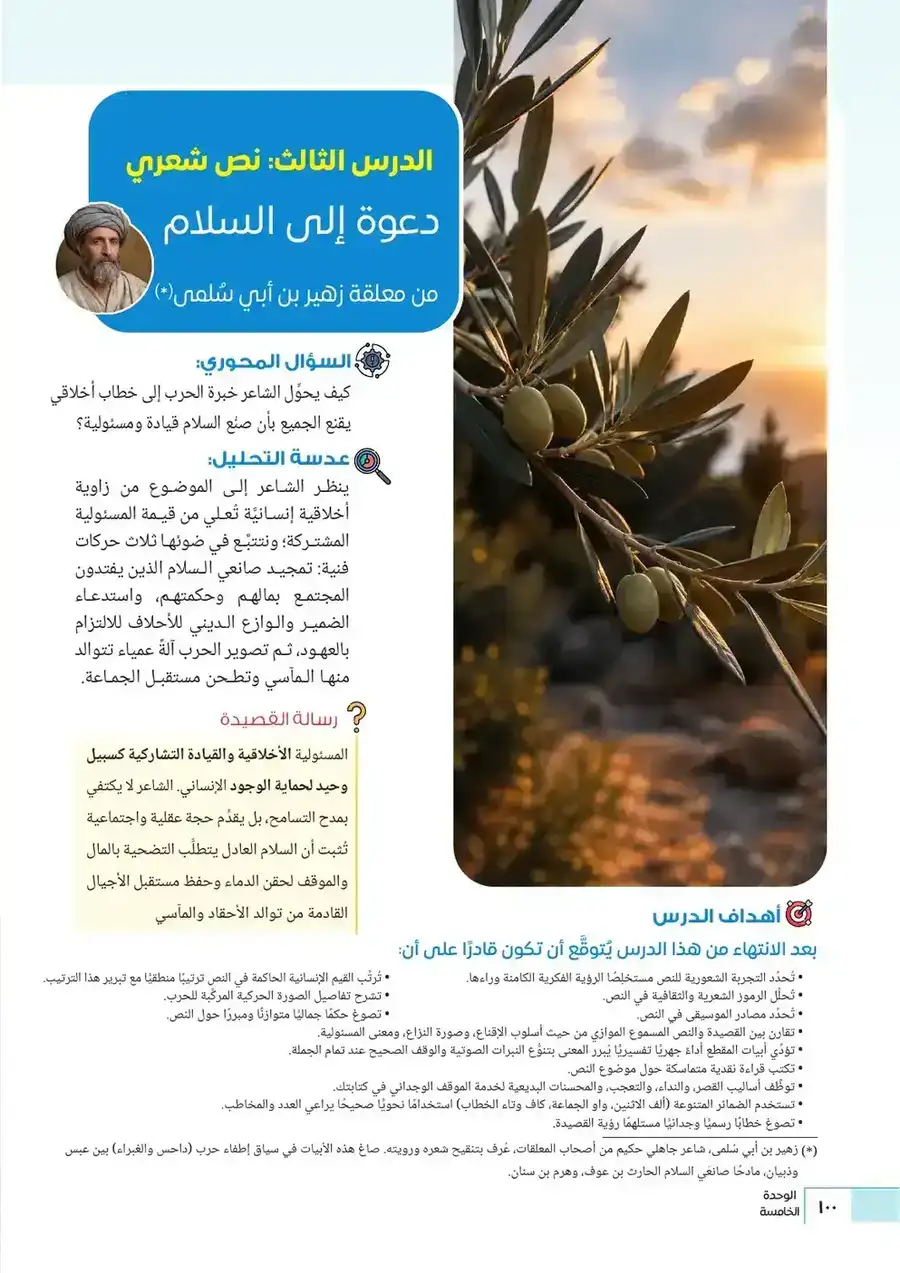 الدرس الثالث: نص شعري
دعوة إلى السلام
من معلقة زهير بن أبي سُلمى(*)
السؤال المحوري:
كيف يحوِّل الشاعر خبرة الحرب إلى خطاب أخلاقي
يقنع الجميع بأن صنْع السلام قيادة ومسئولية؟
عدسة التحليل:
ينظر الشاعر إلى الموضوع من زاوية
أخلاقية إنسانيَّة تُعلي من قيمة المسئولية
المشتركة؛ ونتتبَّع في ضوئها ثلاث حركات
فنية: تمجيد صانعي السلام الذين يفتدون
المجتمع بمالهم وحكمتهم، واستدعاء
الضمير والوازع الديني للأحلاف للالتزام
بالعهود، ثم تصوير الحرب آلةً عمياء تتوالد
منها المآسي وتطحن مستقبل الجماعة.
رسالة القصيدة
المسئولية الأخلاقية والقيادة التشاركية كسبيل
وحيد لحماية الوجود الإنساني. الشاعر لا يكتفي
بمدح التسامح، بل يقدِّم حجة عقلية واجتماعية
تُثبت أن السلام العادل يتطلَّب التضحية بالمال
والموقف لحقن الدماء وحفظ مستقبل الأجيال
القادمة من توالد الأحقاد والمآسي
أهداف الدرس
بعد الانتهاء من هذا الدرس يُتوقَّع أن تكون قادرًا على أن:
• تُحدِّد التجربة الشعورية للنص مستخلِصًا الرؤية الفكرية الكامنة وراءها.
• تُرتِّب القيم الإنسانية الحاكمة في النص ترتيبًا منطقيًّا مع تبرير هذا الترتيب.
• تُحلِّل الرموز الشعرية والثقافية في النص.
• تشرح تفاصيل الصورة الحركية المركَّبة للحرب.
• تُحدِّد مصادر الموسيقى في النص.
• تصوغ حكمًا جماليًّا متوازنًا ومبررًا حول النص.
• تقارن بين القصيدة والنص المسموع الموازي من حيث أسلوب الإقناع، وصورة النزاع، ومعنى المسئولية.
• تؤدِّي أبيات المقطع أداءً جهريًّا تفسيريًّا يُبرر المعنى بتنوُّع النبرات الصوتية والوقف الصحيح عند تمام الجملة.
• تكتب قراءة نقدية متماسكة حول موضوع النص.
• توظِّف أساليب القصر، والنداء، والتعجب، والمحسنات البديعية لخدمة الموقف الوجداني في كتابتك.
• تستخدم الضمائر المتنوعة (ألف الاثنين، واو الجماعة، كاف وتاء الخطاب) استخدامًا نحويًّا صحيحًا يراعي العدد والمخاطب.
• تصوغ خطابًا رسميًّا وجدانيًّا مستلهمًا رؤية القصيدة.
(*) زهير بن أبي سُلمى، شاعر جاهلي حكيم من أصحاب المعلقات، عُرف بتنقيح شعره ورويته. صاغ هذه الأبيات في سياق إطفاء حرب (داحس والغبراء) بين عبس
وذبيان، مادحًا صانعَي السلام الحارث بن عوف، وهرم بن سنان.
الوحدة
الخامسة
١٠٠